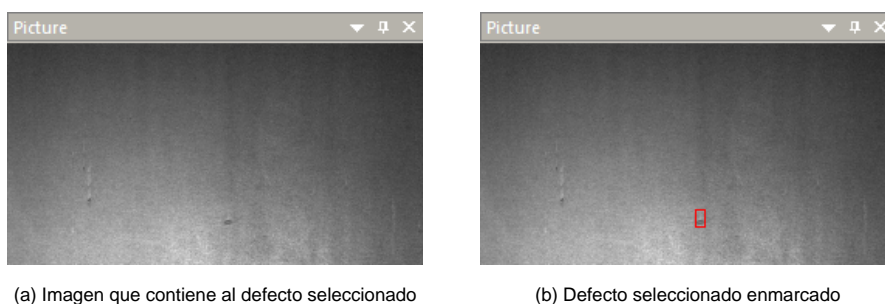 Picture
Picture
(a) Imagen que contiene al defecto seleccionado
(b) Defecto seleccionado enmarcado